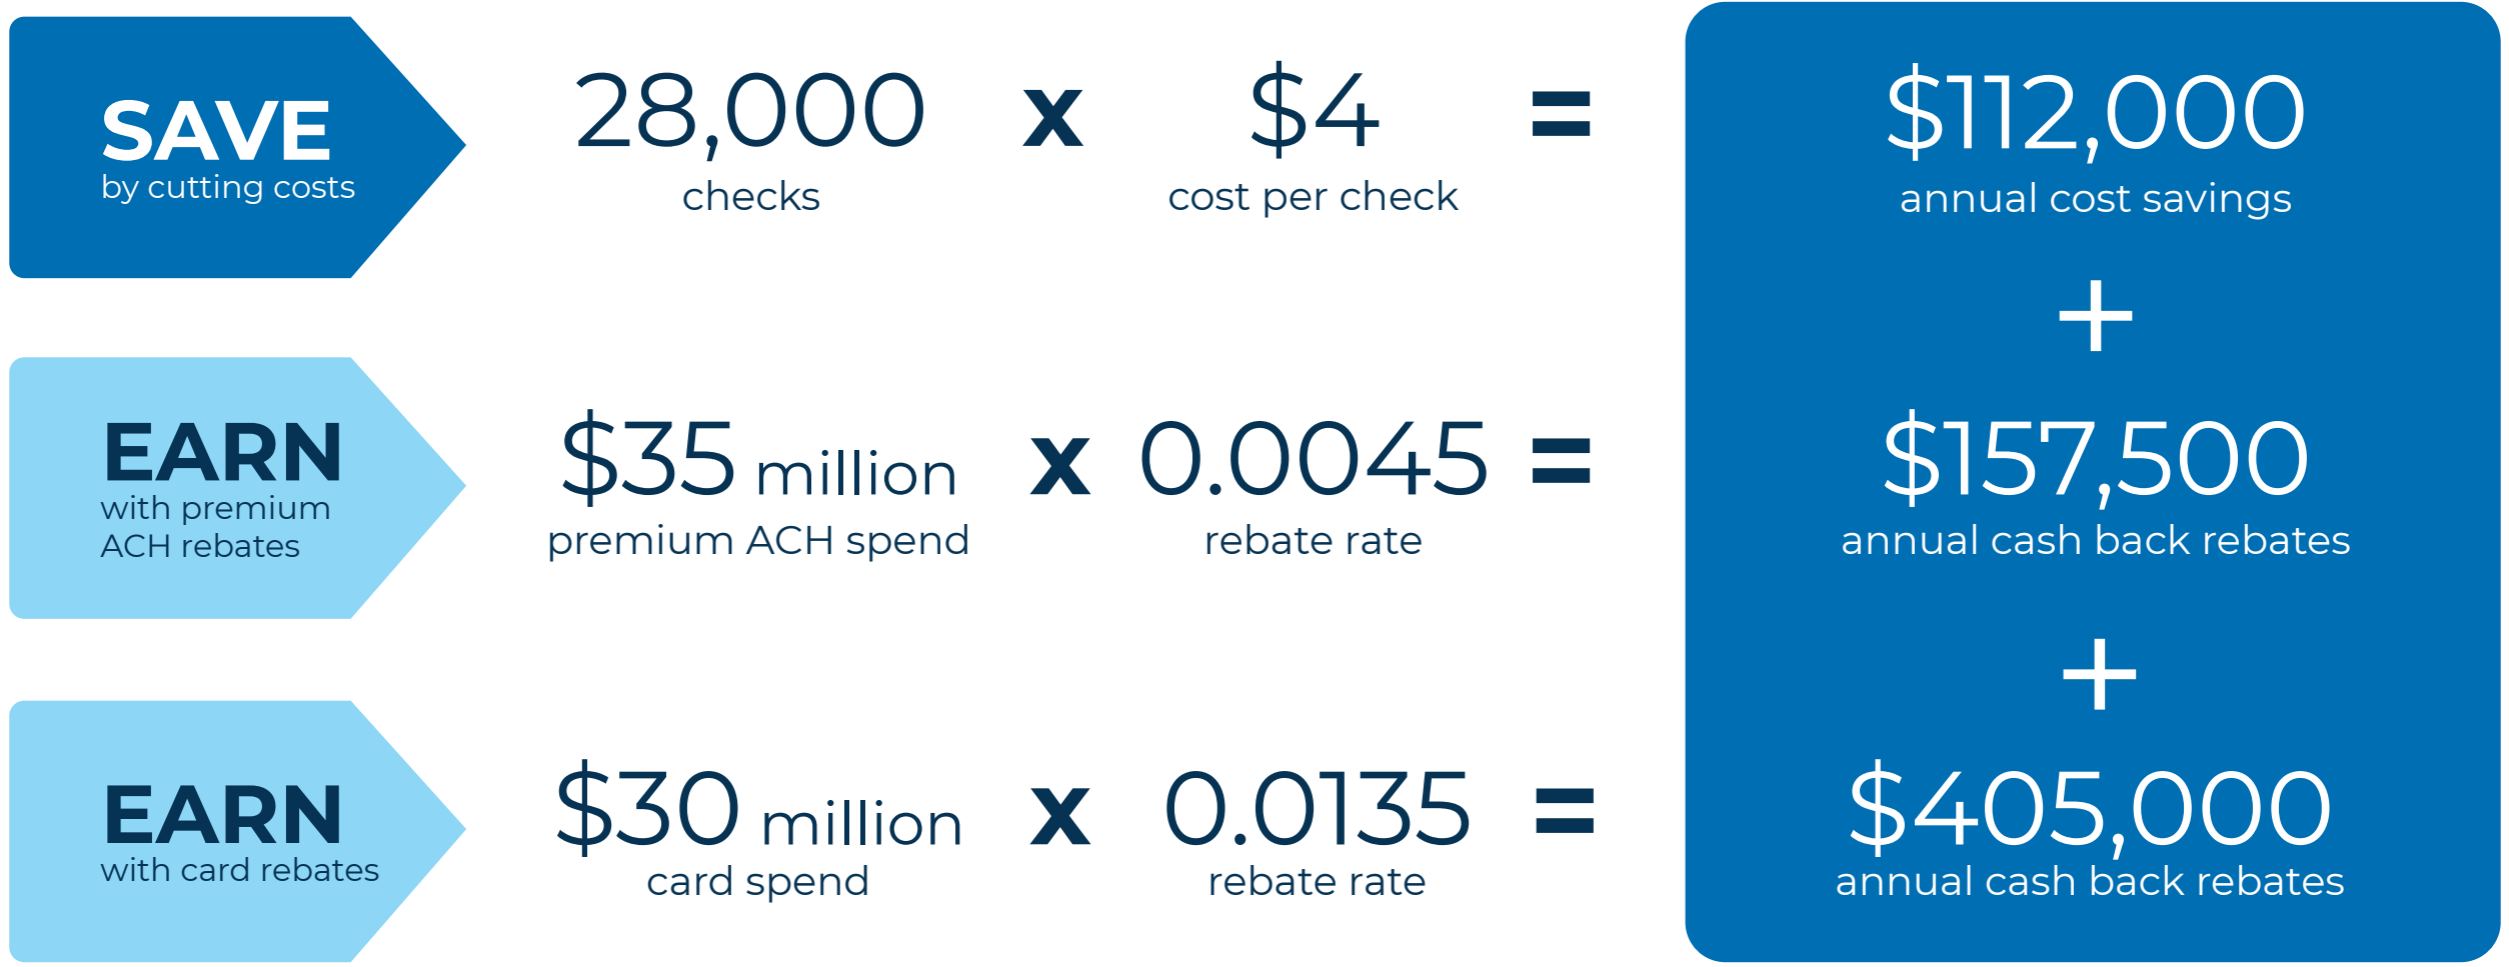 SAVE
by cutting costs
28,000 x $4 = $112,000
checks cost per check annual cost savings
+
EARN
with premium
ACH rebates
$35 million x 0.0045 = $157,500
premium ACH spend rebate rate annual cash back rebates
+
EARN
with card rebates
$30 million x 0.0135 = $405,000
card spend rebate rate annual cash back rebates